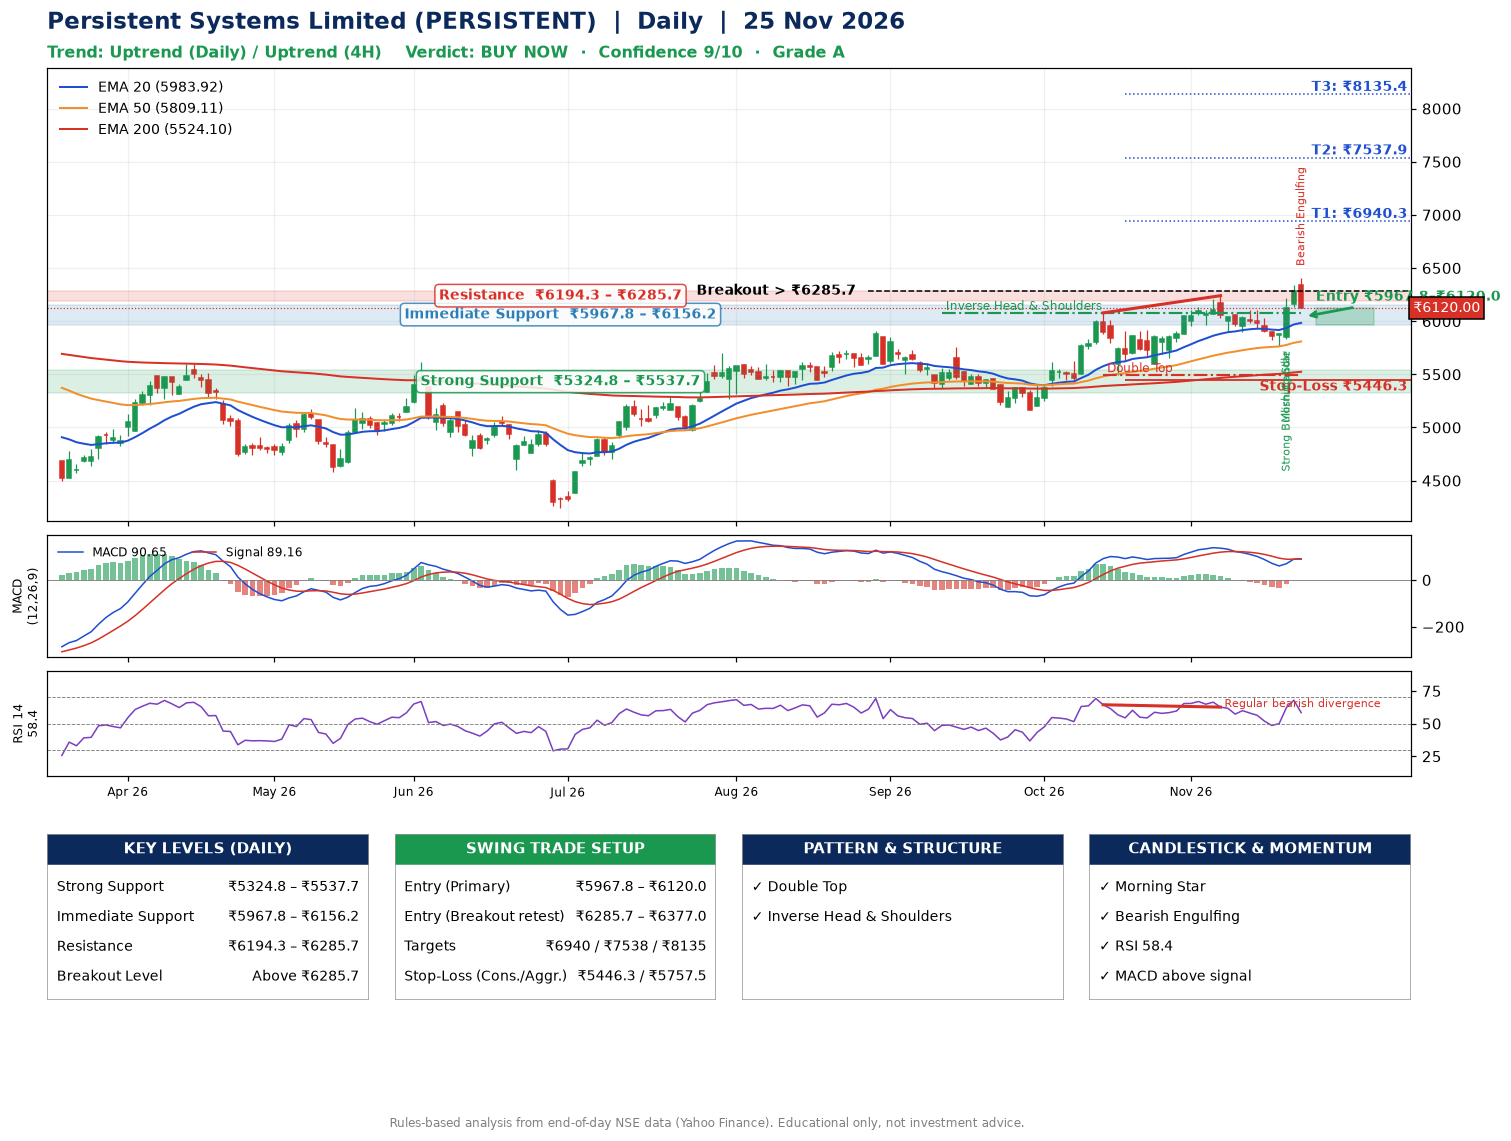 Persistent Systems Limited (PERSISTENT) | Daily | 25 Nov 2026
Trend: Uptrend (Daily) / Uptrend (4H) Verdict: BUY NOW · Confidence 9/10 · Grade A
EMA 20 (5983.92)
EMA 50 (5809.11)
EMA 200 (5524.10)
T3: ₹8135.4
T2: ₹7537.9
T1: ₹6940.3
Bearish Engulfing
Resistance ₹6194.3 – ₹6285.7
Breakout > ₹6285.7
Immediate Support ₹5967.8 – ₹6156.2
Inverse Head & Shoulders
Entry ₹5967.8–₹6120.0
₹6120.00
Double Top
Strong Support ₹5324.8 – ₹5537.7
Stop-Loss ₹5446.3
8000
7500
7000
6500
6000
5500
5000
4500
MACD 90.65
Signal 89.16
MACD
(12,26,9)
0
−200
RSI 14
58.4
Regular bearish divergence
75
50
25
Apr 26
May 26
Jun 26
Jul 26
Aug 26
Sep 26
Oct 26
Nov 26
KEY LEVELS (DAILY)
Strong Support ₹5324.8 – ₹5537.7
Immediate Support ₹5967.8 – ₹6156.2
Resistance ₹6194.3 – ₹6285.7
Breakout Level Above ₹6285.7
SWING TRADE SETUP
Entry (Primary) ₹5967.8 – ₹6120.0
Entry (Breakout retest) ₹6285.7 – ₹6377.0
Targets ₹6940 / ₹7538 / ₹8135
Stop-Loss (Cons./Aggr.) ₹5446.3 / ₹5757.5
PATTERN & STRUCTURE
✓ Double Top
✓ Inverse Head & Shoulders
CANDLESTICK & MOMENTUM
✓ Morning Star
✓ Bearish Engulfing
✓ RSI 58.4
✓ MACD above signal
Rules-based analysis from end-of-day NSE data (Yahoo Finance). Educational only, not investment advice.